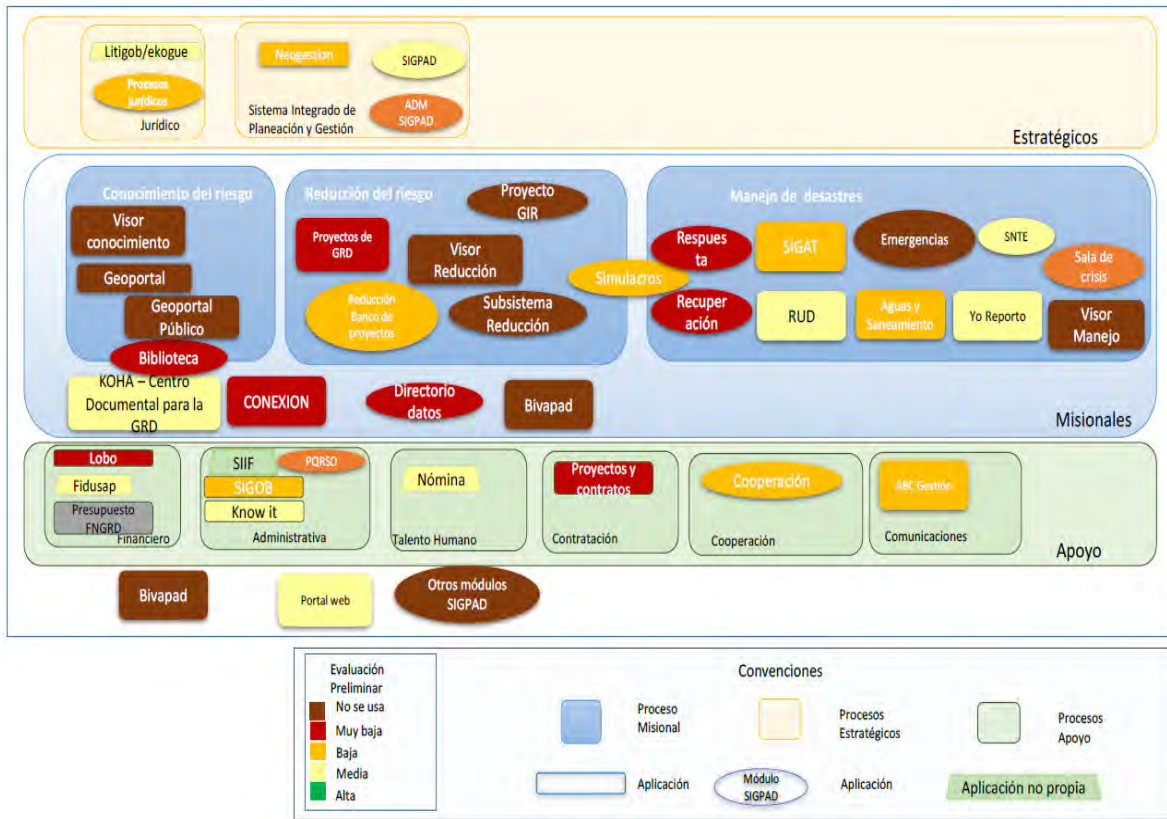 Litigob/ekogue
Procesos
jurídicos
Jurídico
Neogestion
SIGPAD
Sistema Integrado de
Planeación y Gestión
ADM
SIGPAD
Estratégicos
Conocimiento del riesgo
Visor
conocimiento
Geoportal
Geoportal
Público
Biblioteca
Reducción del riesgo
Proyecto
GIR
Proyectos de
GRD
Visor
Reducción
Reducción
Banco de
proyectos
Subsistema
Reducción
Simulacros
Manejo de desastres
Respues
ta
SIGAT
Emergencias
SNTE
Sala de
crisis
Recuper
ación
RUD
Aguas y
Saneamiento
Yo Reporto
Visor
Manejo
KOHA – Centro
Documental para la
GRD
CONEXION
Directorio
datos
Bivapad
Misionales
Lobo
Fidusap
Presupuesto
FNGRD
Financiero
SIIF
PQRSD
SIGOB
Know it
Administrativa
Nómina
Talento Humano
Proyectos y
contratos
Contratación
Cooperación
Cooperación
ABC Gestión
Comunicaciones
Apoyo
Bivapad
Portal web
Otros módulos
SIGPAD
Evaluación
Preliminar
No se usa
Muy baja
Baja
Media
Alta
Convenciones
Proceso
Misional
Procesos
Estratégicos
Procesos
Apoyo
Aplicación
Módulo
SIGPAD
Aplicación
Aplicación no propia